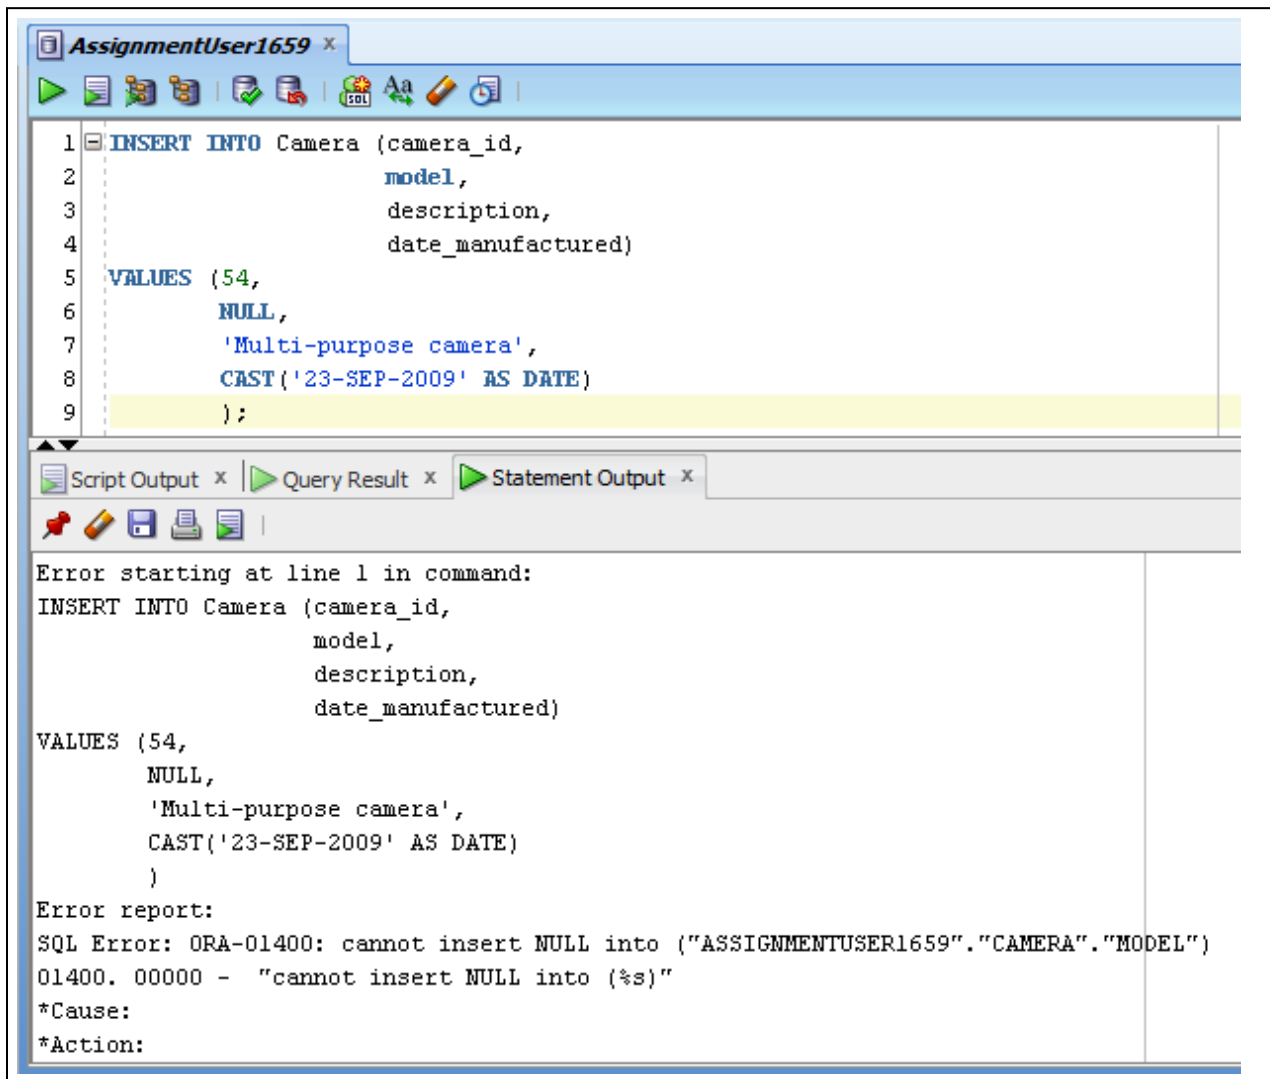 AssignmentUser1659 x
1 INSERT INTO Camera (camera_id,
2 model,
3 description,
4 date_manufactured)
5 VALUES (54,
6 NULL,
7 'Multi-purpose camera',
8 CAST('23-SEP-2009' AS DATE)
9 );
Script Output x Query Result x Statement Output x
Error starting at line 1 in command:
INSERT INTO Camera (camera_id,
model,
description,
date_manufactured)
VALUES (54,
NULL,
'Multi-purpose camera',
CAST('23-SEP-2009' AS DATE)
)
Error report:
SQL Error: ORA-01400: cannot insert NULL into ("ASSIGNMENTUSER1659"."CAMERA"."MODEL")
01400. 00000 - "cannot insert NULL into (%s)"
*Cause:
*Action: